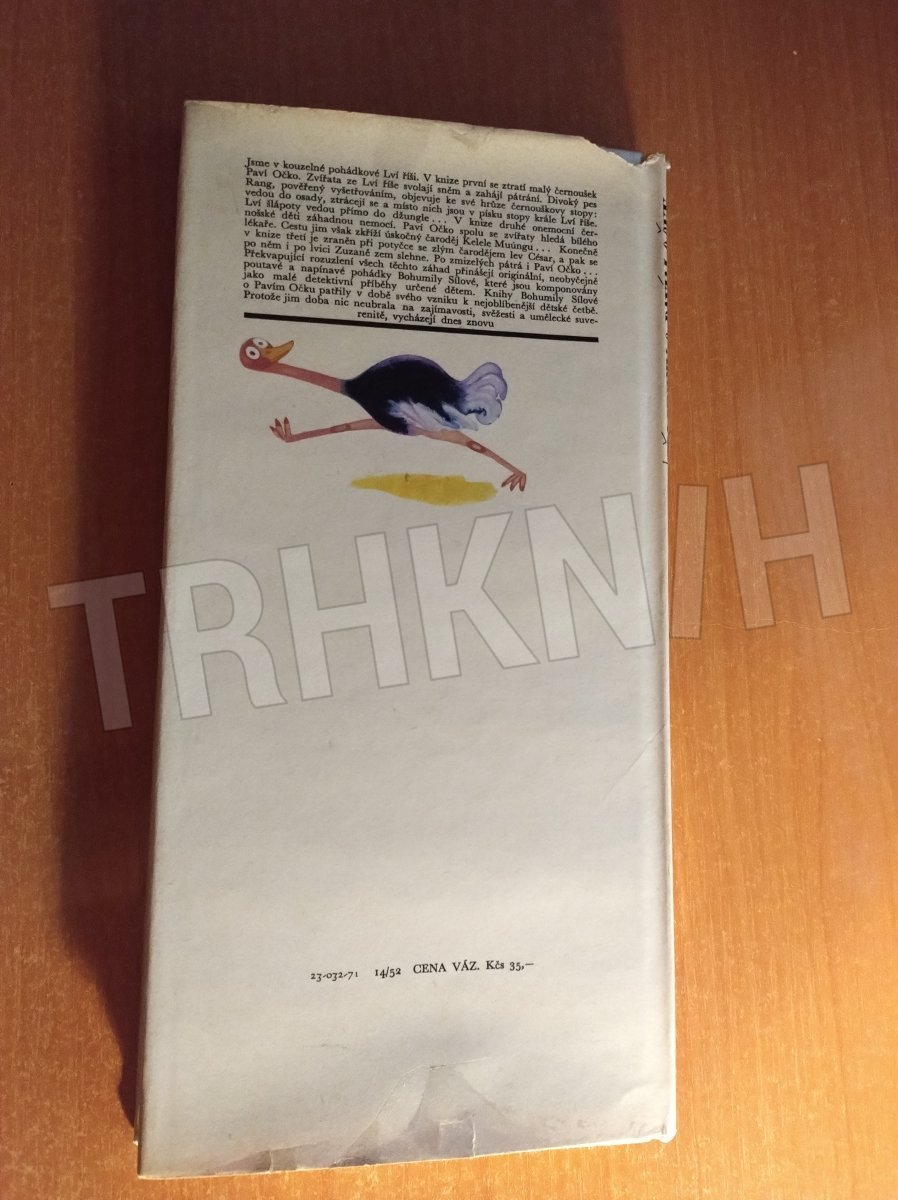 Jsme v kouzelné pohádkové Lví říši. V knize první se ztratí malý černoušek
Paví Očko. Zvířata ze Lví říše svolají sněm a zahájí pátrání. Divoký pes
Rang, pověřený vyšetřováním, objevuje ke své hrůze černouškovy stopy:
vedou do osady, ztrácejí se a místo nich jsou v písku stopy krále Lví říše.
Lví šlápoty vedou přímo do džungle... V knize druhé onemocní čer-
nošské děti záhadnou nemocí. Paví Očko spolu se zvířaty hledá bílého
lékaře. Cestu jim však zkříží úskočný čaroděj Kelele Muúngu... Konečně
v knize třetí je zraněn při potyčce se zlým čarodějem lev César, a pak se
po něm i po lvici Zuzaně zem slehne. Po zmizelých pátrá i Paví Očko...
Překvapující rozuzlení všech těchto záhad přinášejí originální, neobyčejně
poutavé a napínavé pohádky Bohumily Sílové, které jsou komponovány
jako malé detektivní příběhy určené dětem. Knihy Bohumily Sílové
o Pavím Očku patřily v době svého vzniku k nejoblíbenější dětské četbě.
Protože jim doba nic neubrala na zajímavosti, svěžesti a umělecké suve-
renitě, vycházejí dnes znovu
TRHKNIH
23-032-71 14/52 CENA VÁZ. Kčs 35,—